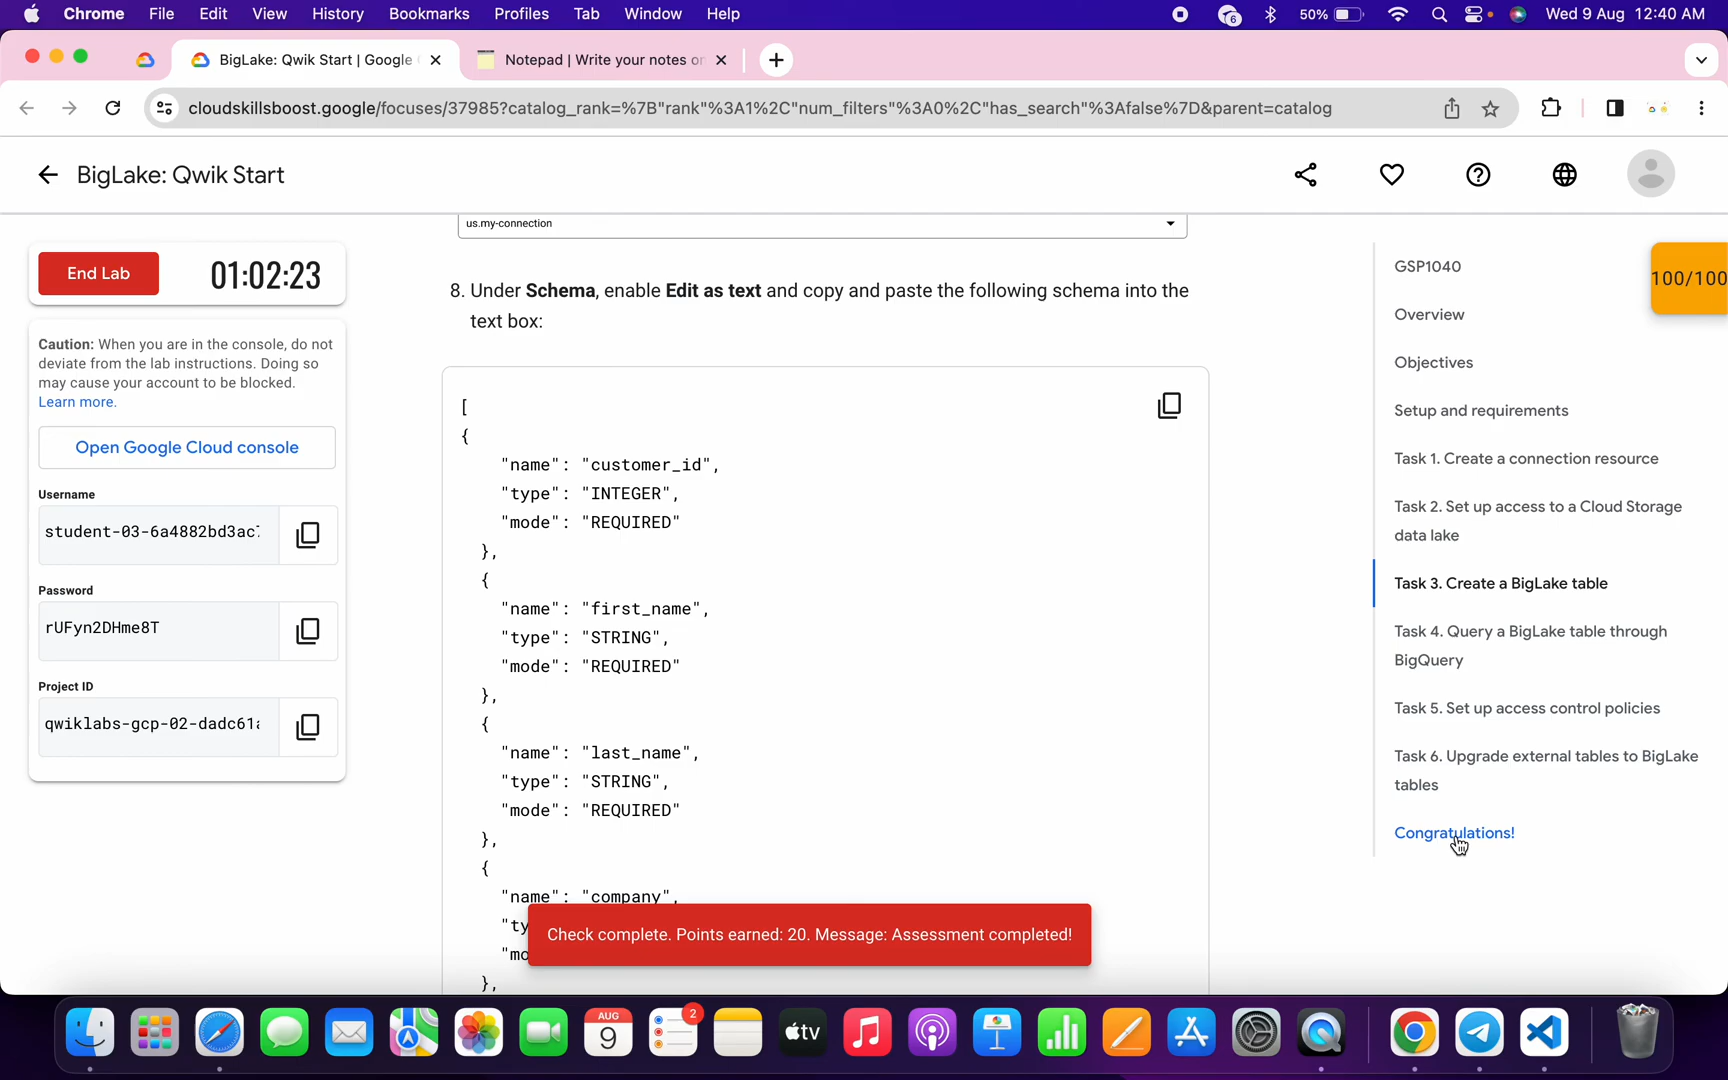 Chrome File Edit View History Bookmarks Profiles Tab Window Help
6 50% Wed 9 Aug 12:40 AM
BigLake: Qwik Start | Google
Notepad | Write your notes or
cloudskillsboost.google/focuses/37985?catalog_rank=%7B"rank"%3A1%2C"num_filters"%3A0%2C"has_search"%3Afalse%7D&parent=catalog
BigLake: Qwik Start
End Lab
01:02:23
Caution: When you are in the console, do not
deviate from the lab instructions. Doing so
may cause your account to be blocked.
Learn more.
Open Google Cloud console
Username
student-03-6a4882bd3ac
Password
rUFyn2DHme8T
Project ID
qwiklabs-gcp-02-dadc61
us.my-connection
8. Under Schema, enable Edit as text and copy and paste the following schema into the
text box:
[
{
"name": "customer_id",
"type": "INTEGER",
"mode": "REQUIRED"
},
{
"name": "first_name",
"type": "STRING",
"mode": "REQUIRED"
},
{
"name": "last_name",
"type": "STRING",
"mode": "REQUIRED"
},
{
"name": "company",
"ty
"mo
},
Check complete. Points earned: 20. Message: Assessment completed!
100/100
GSP1040
Overview
Objectives
Setup and requirements
Task 1. Create a connection resource
Task 2. Set up access to a Cloud Storage
data lake
Task 3. Create a BigLake table
Task 4. Query a BigLake table through
BigQuery
Task 5. Set up access control policies
Task 6. Upgrade external tables to BigLake
tables
Congratulations!
AUG
9
2
tv